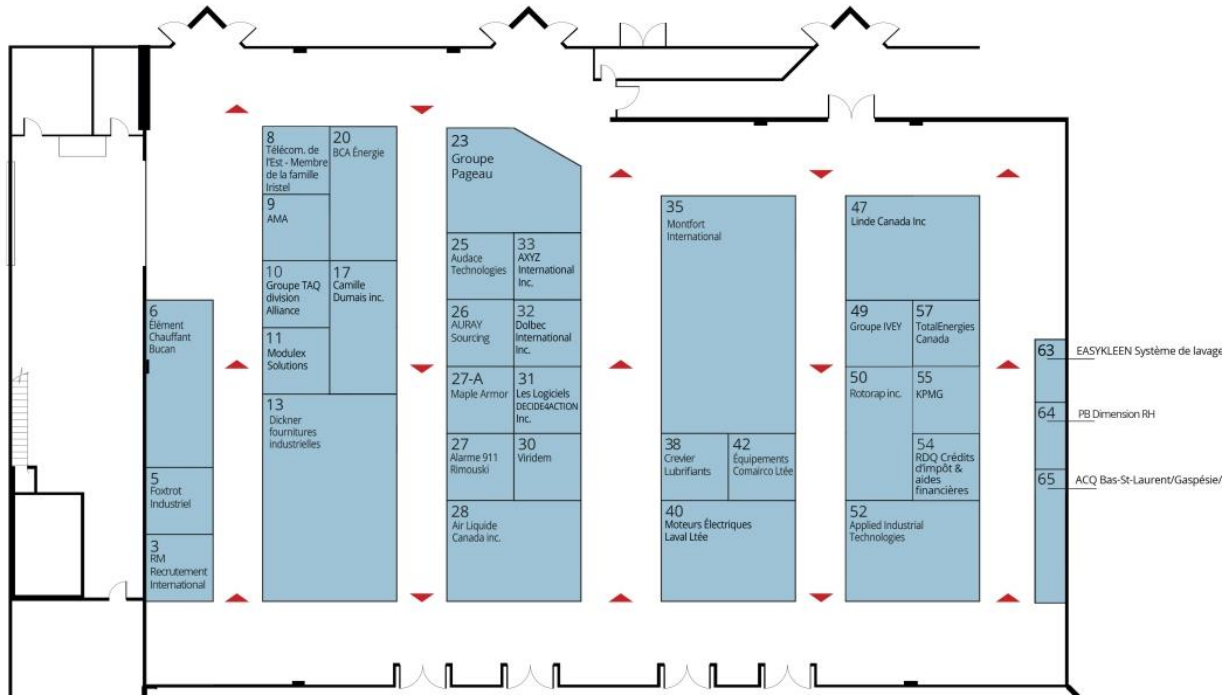 8
Télécom. de
l'Est - Membre
de la famille
Iristel
20
BCA Énergie
9
AMA
10
Groupe TAQ
division
Alliance
17
Camille
Dumais inc.
11
Modulex
Solutions
13
Dickner
fournitures
industrielles
6
Élément
Chauffant
Bucan
5
Foxtrot
Industriel
3
RM
Recrutement
International
23
Groupe
Pageau
25
Audace
Technologies
33
AXYZ
International
Inc.
26
AURAY
Sourcing
32
Dolbec
International
Inc.
27-A
Maple Armor
31
Les Logiciels
DECIDE4ACTION
Inc.
27
Alarme 911
Rimouski
30
Viridem
28
Air Liquide
Canada inc.
35
Montfort
International
38
Crevier
Lubrifiants
42
Équipements
Comairco Ltée
40
Moteurs Électriques
Laval Ltée
47
Linde Canada Inc
49
Groupe IVEY
57
TotalEnergies
Canada
50
Rotorap inc.
55
KPMG
54
RDQ Crédits
d'impôt &
aides
financières
52
Applied Industrial
Technologies
63 EASYKLEEN Système de lavage
64 PB Dimension RH
65 ACQ Bas-St-Laurent/Gaspésie/